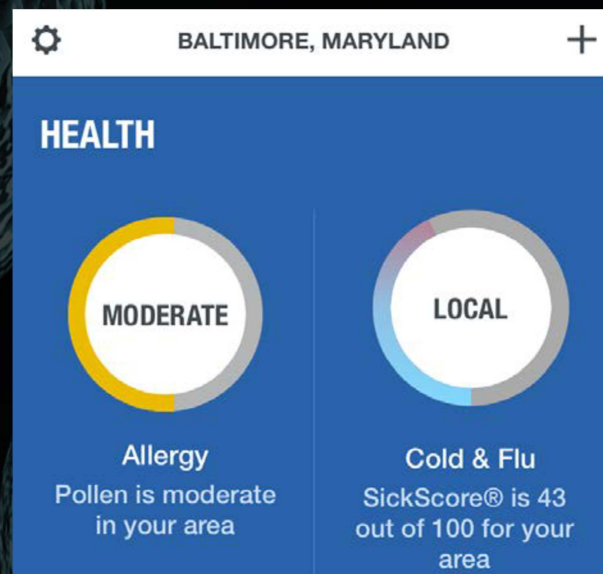 BALTIMORE, MARYLAND
HEALTH
MODERATE
Allergy
Pollen is moderate
in your area
LOCAL
Cold & Flu
SickScore® is 43
out of 100 for your
area